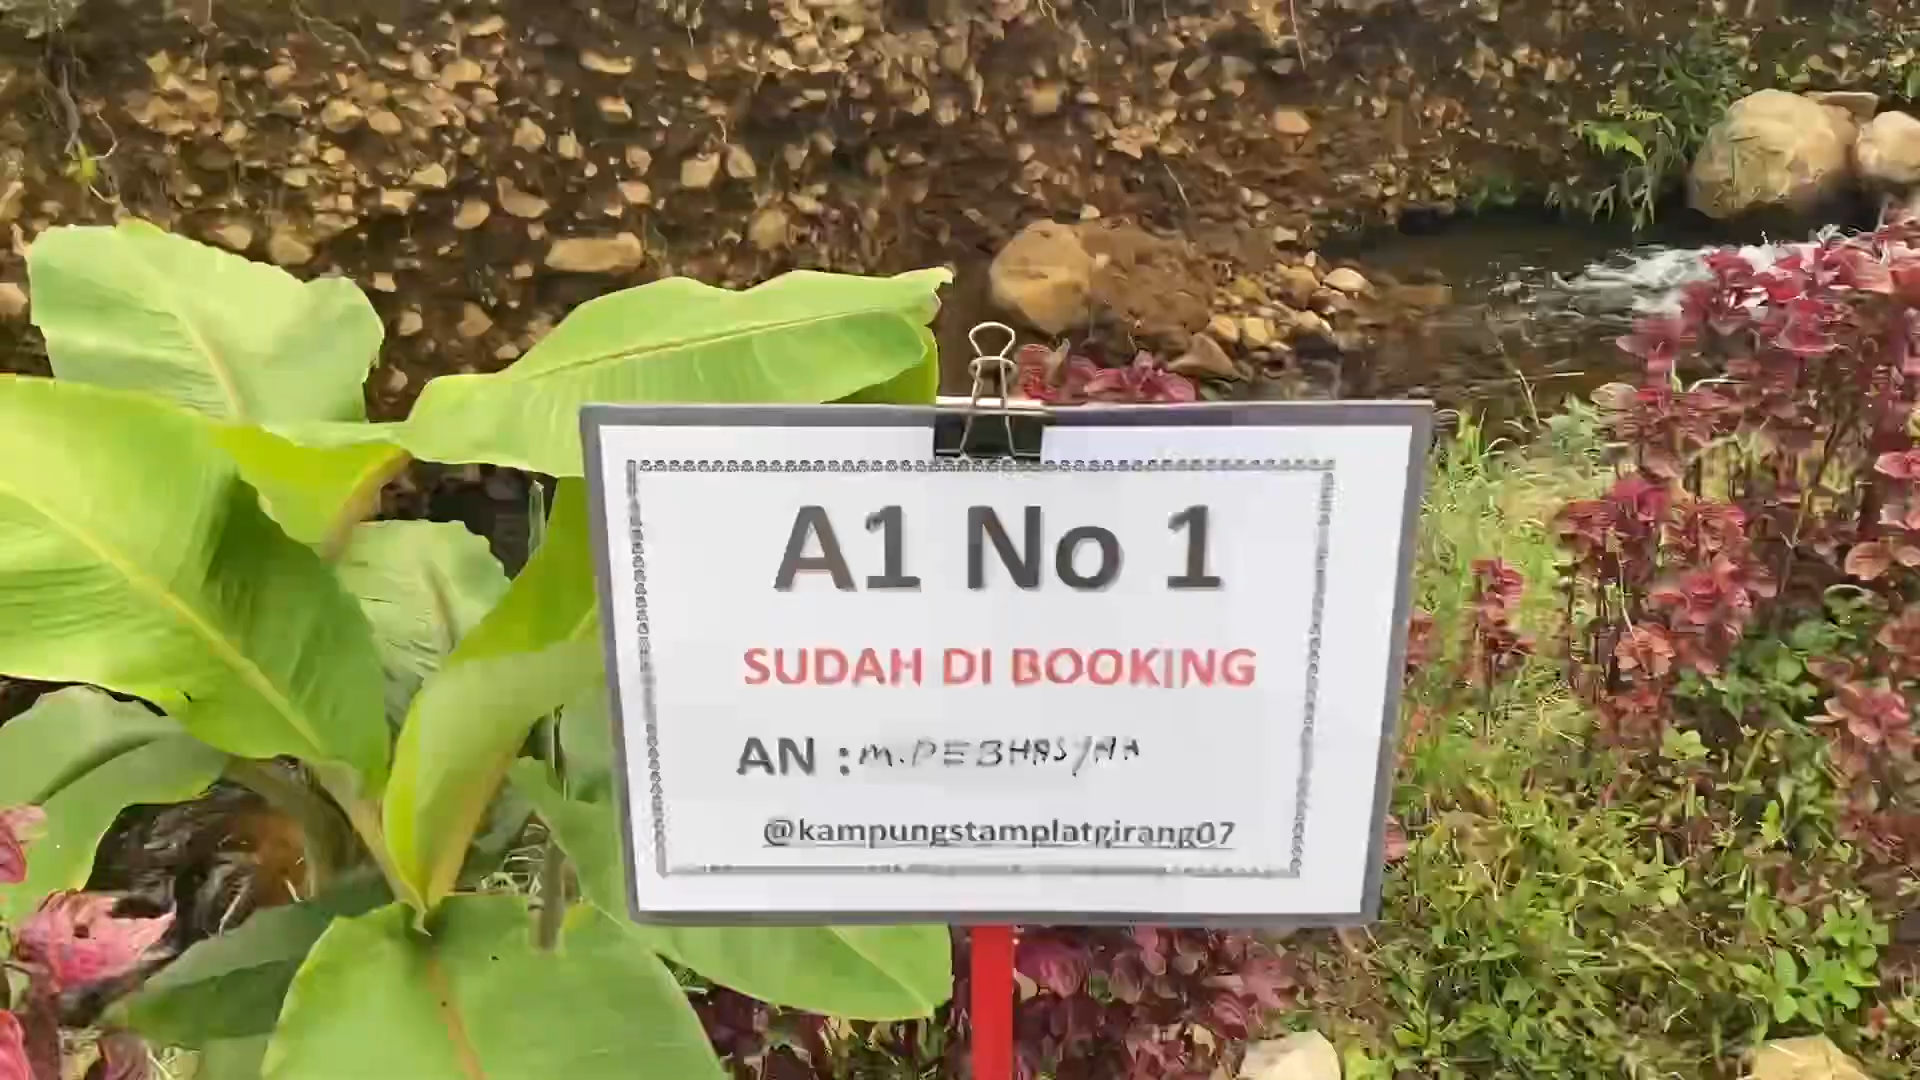 A1 No 1
SUDAH DI BOOKING
AN : M.
@kampungstamplatgirang07